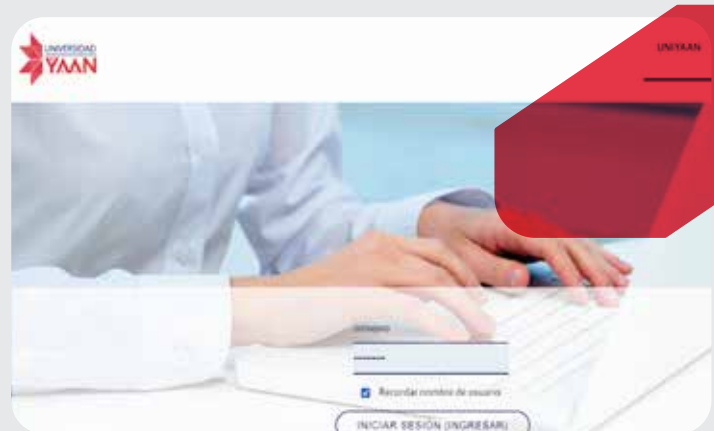 UNIVERSIDAD
YAAN
UNIYAAN
Recordar nombre de usuario
INICIAR SESIÓN (INGRESAR)